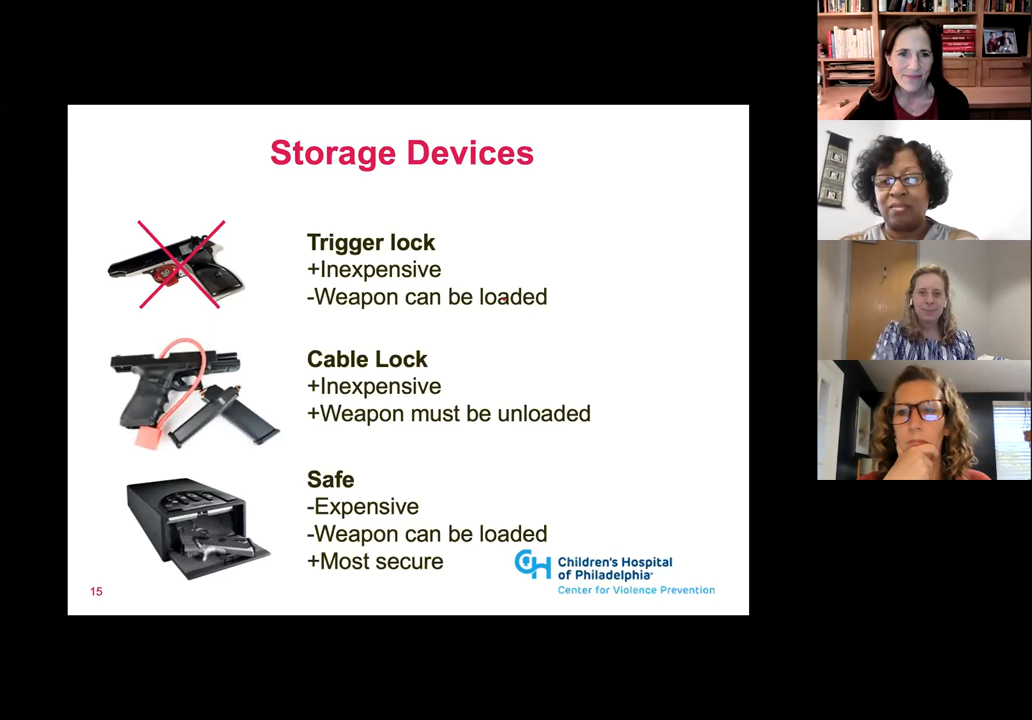 Storage Devices
Trigger lock
+Inexpensive
-Weapon can be loaded
Cable Lock
+Inexpensive
+Weapon must be unloaded
Safe
-Expensive
-Weapon can be loaded
+Most secure
CH Children's Hospital
of Philadelphia
Center for Violence Prevention
15